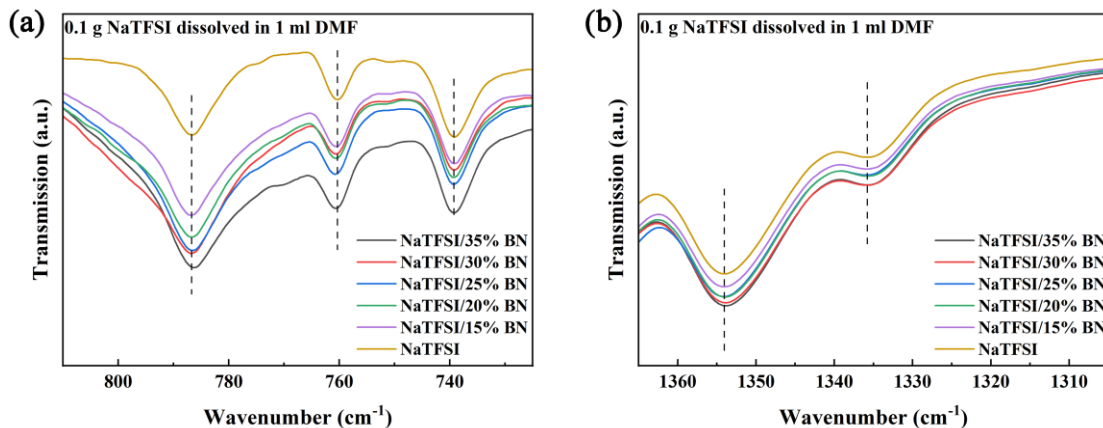 (a)
0.1 g NaTFSI dissolved in 1 ml DMF
Transmission (a.u.)
NaTFSI/35% BN
NaTFSI/30% BN
NaTFSI/25% BN
NaTFSI/20% BN
NaTFSI/15% BN
NaTFSI
800 780 760 740
Wavenumber (cm⁻¹)
(b)
0.1 g NaTFSI dissolved in 1 ml DMF
Transmission (a.u.)
NaTFSI/35% BN
NaTFSI/30% BN
NaTFSI/25% BN
NaTFSI/20% BN
NaTFSI/15% BN
NaTFSI
1360 1350 1340 1330 1320 1310
Wavenumber (cm⁻¹)